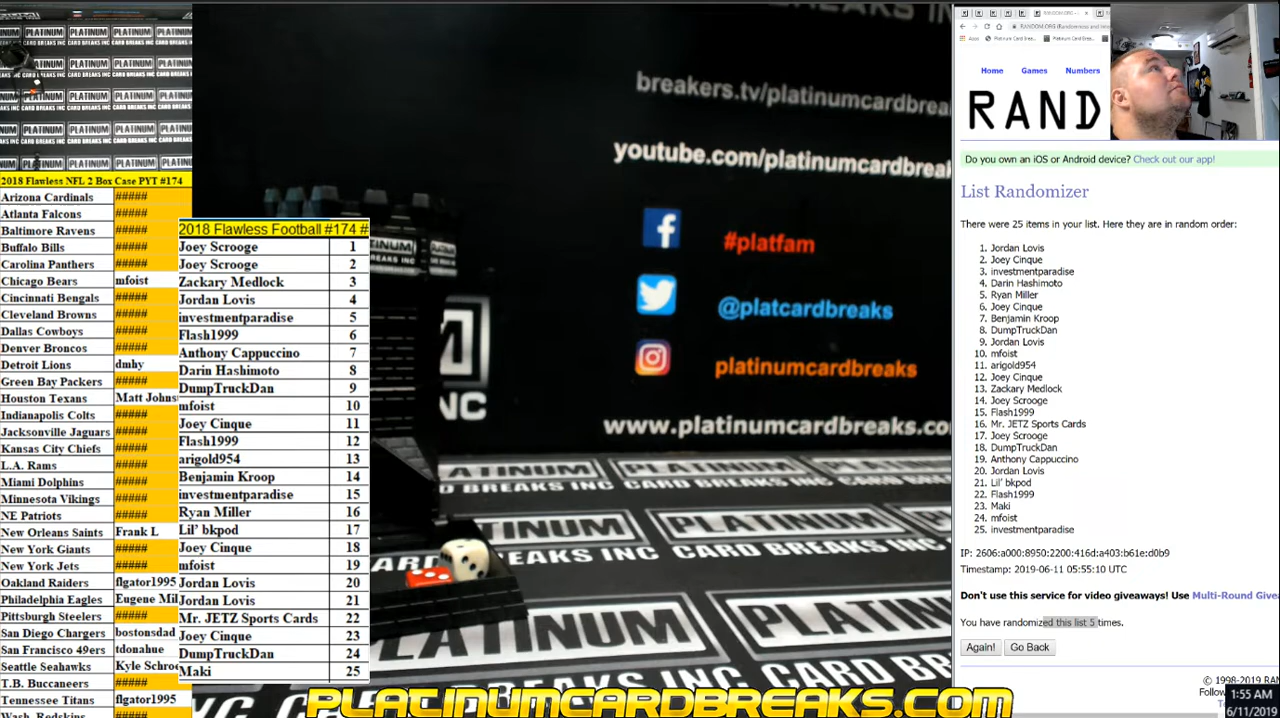 2018 Flawless NFL 2 Box Case PYT #174
Arizona Cardinals #####
Atlanta Falcons #####
Baltimore Ravens #####
Buffalo Bills #####
Carolina Panthers #####
Chicago Bears mfoist
Cincinnati Bengals #####
Cleveland Browns #####
Dallas Cowboys #####
Denver Broncos #####
Detroit Lions dmhy
Green Bay Packers #####
Houston Texans Matt Johns
Indianapolis Colts #####
Jacksonville Jaguars #####
Kansas City Chiefs #####
L.A. Rams #####
Miami Dolphins #####
Minnesota Vikings #####
NE Patriots #####
New Orleans Saints Frank L
New York Giants #####
New York Jets #####
Oakland Raiders flgator1995
Philadelphia Eagles Eugene Mil
Pittsburgh Steelers #####
San Diego Chargers bostonsdad
San Francisco 49ers tdonahue
Seattle Seahawks Kyle Schroe
T.B. Buccaneers #####
Tennessee Titans flgator1995
Wash. Redskins #####
2018 Flawless Football #174 #
Joey Scrooge 1
Joey Scrooge 2
Zackary Medlock 3
Jordan Lovis 4
investmentparadise 5
Flash1999 6
Anthony Cappuccino 7
Darin Hashimoto 8
DumpTruckDan 9
mfoist 10
Joey Cinque 11
Flash1999 12
arigold954 13
Benjamin Kroop 14
investmentparadise 15
Ryan Miller 16
Lil' bkpod 17
Joey Cinque 18
mfoist 19
Jordan Lovis 20
Jordan Lovis 21
Mr. JETZ Sports Cards 22
Joey Cinque 23
DumpTruckDan 24
Maki 25
breakers.tv/platinumcardbrea
youtube.com/platinumcardbreak
#platfam
@platcardbreaks
platinumcardbreaks
www.platinumcardbreaks.co
PLATINUM
CARD BREAKS INC
PLATINUMCARDBREAKS.COM
Home Games Numbers
RAND
Do you own an iOS or Android device? Check out our app!
List Randomizer
There were 25 items in your list. Here they are in random order:
1. Jordan Lovis
2. Joey Cinque
3. investmentparadise
4. Darin Hashimoto
5. Ryan Miller
6. Joey Cinque
7. Benjamin Kroop
8. DumpTruckDan
9. Jordan Lovis
10. mfoist
11. arigold954
12. Joey Cinque
13. Zackary Medlock
14. Joey Scrooge
15. Flash1999
16. Mr. JETZ Sports Cards
17. Joey Scrooge
18. DumpTruckDan
19. Anthony Cappuccino
20. Jordan Lovis
21. Lil' bkpod
22. Flash1999
23. Maki
24. mfoist
25. investmentparadise
IP: 2606:a000:8950:2200:416d:a403:b61e:d0b9
Timestamp: 2019-06-11 05:55:10 UTC
Don't use this service for video giveaways! Use Multi-Round Give
You have randomized this list 5 times.
Again! Go Back
© 1998-2019 RAN
Follow
1:55 AM
6/11/2019